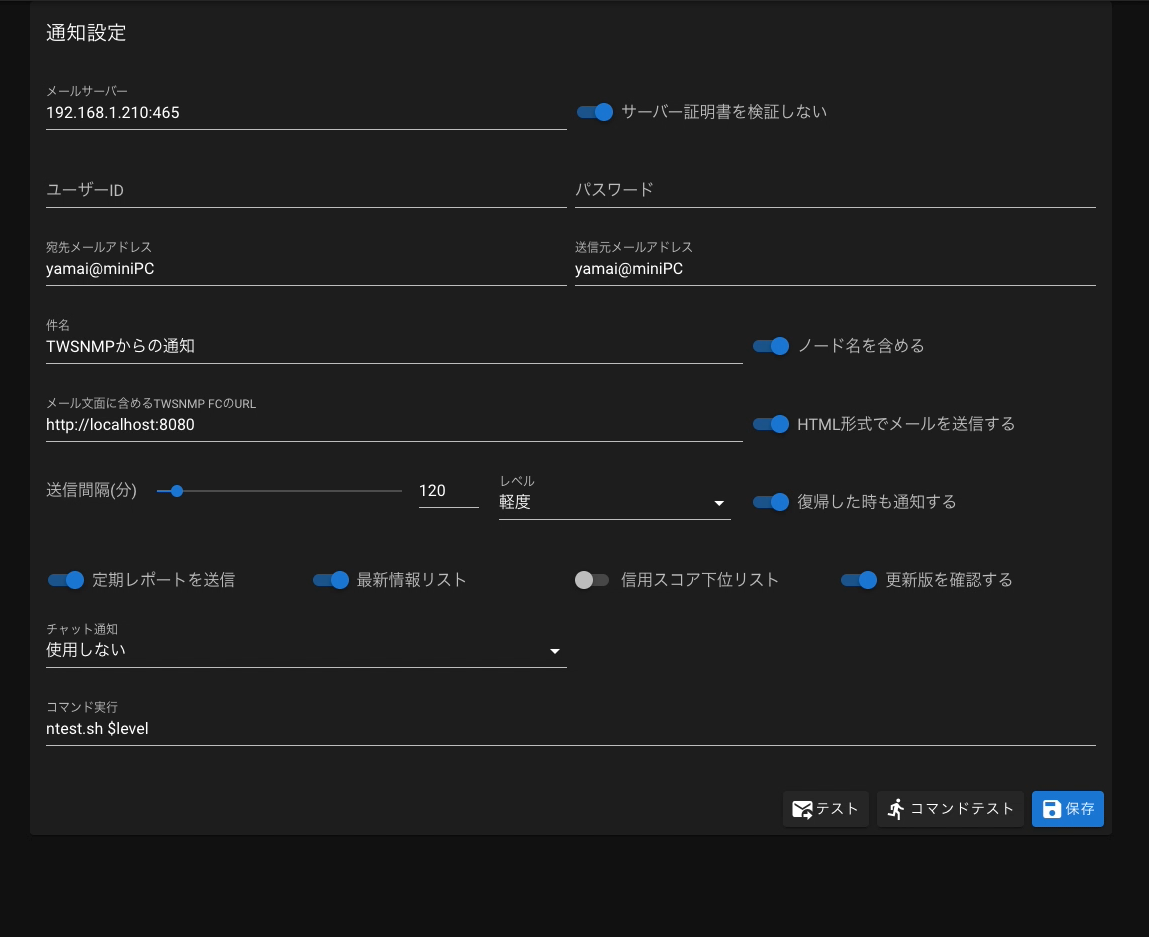 通知設定
メールサーバー
192.168.1.210:465
サーバー証明書を検証しない
ユーザーID
パスワード
宛先メールアドレス
yamai@miniPC
送信元メールアドレス
yamai@miniPC
件名
TWSNMPからの通知
ノード名を含める
メール文面に含めるTWSNMP FCのURL
http://localhost:8080
HTML形式でメールを送信する
送信間隔(分)
120
レベル
軽度
復帰した時も通知する
定期レポートを送信
最新情報リスト
信用スコア下位リスト
更新版を確認する
チャット通知
使用しない
コマンド実行
ntest.sh $level
テスト
コマンドテスト
保存